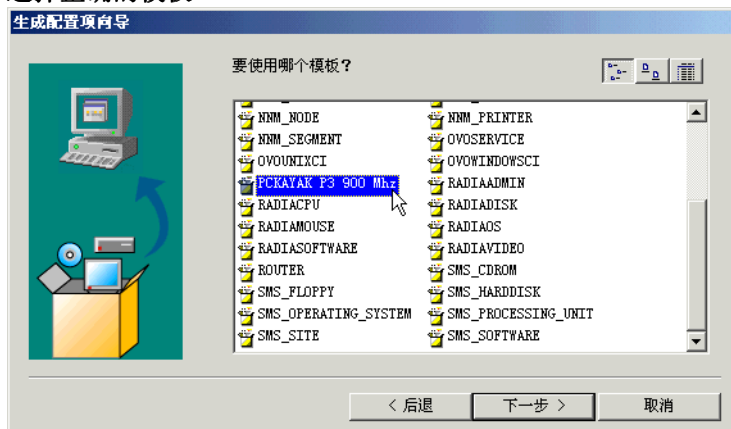 生成配置项向导
要使用哪个模板?
NNM_NODE NNM_PRINTER
NNM_SEGMENT OVOSERVICE
OVOUNIXCI OVOWINDOWSCI
PCKAYAK P3 900 Mhz RADIAADMIN
RADIACPU RADIADISK
RADIAMOUSE RADIAOS
RADIASOFTWARE RADIAVIDEO
ROUTER SMS_CDROM
SMS_FLOPPY SMS_HARDDISK
SMS_OPERATING_SYSTEM SMS_PROCESSING_UNIT
SMS_SITE SMS_SOFTWARE
< 后退 下一步 > 取消